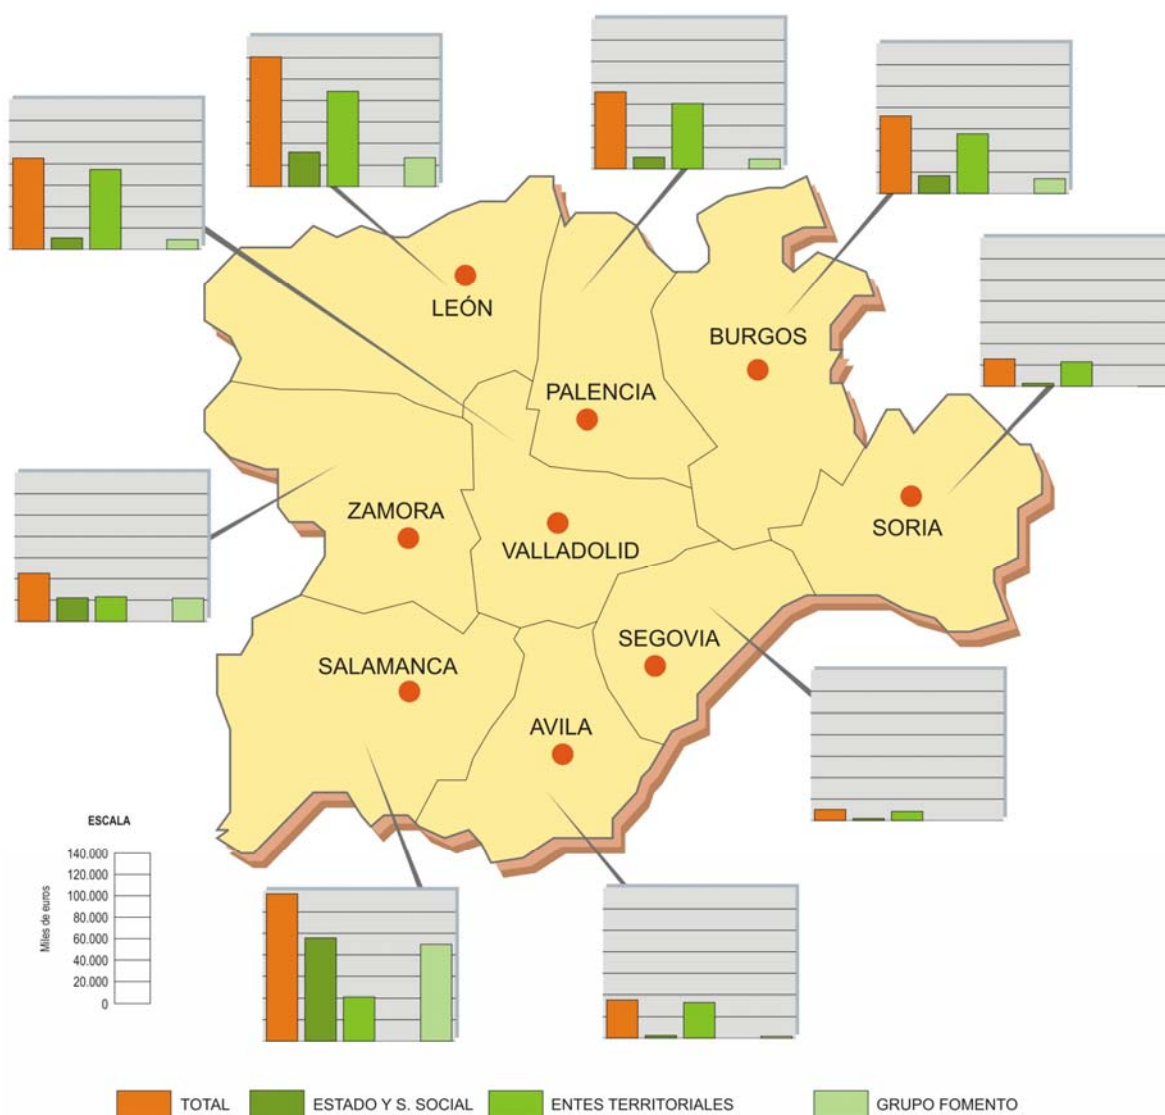 LEÓN
BURGOS
PALENCIA
ZAMORA
VALLADOLID
SORIA
SEGOVIA
SALAMANCA
AVILA
ESCALA
Miles de euros
140.000
120.000
100.000
80.000
60.000
40.000
20.000
0
TOTAL
ESTADO Y S. SOCIAL
ENTES TERRITORIALES
GRUPO FOMENTO